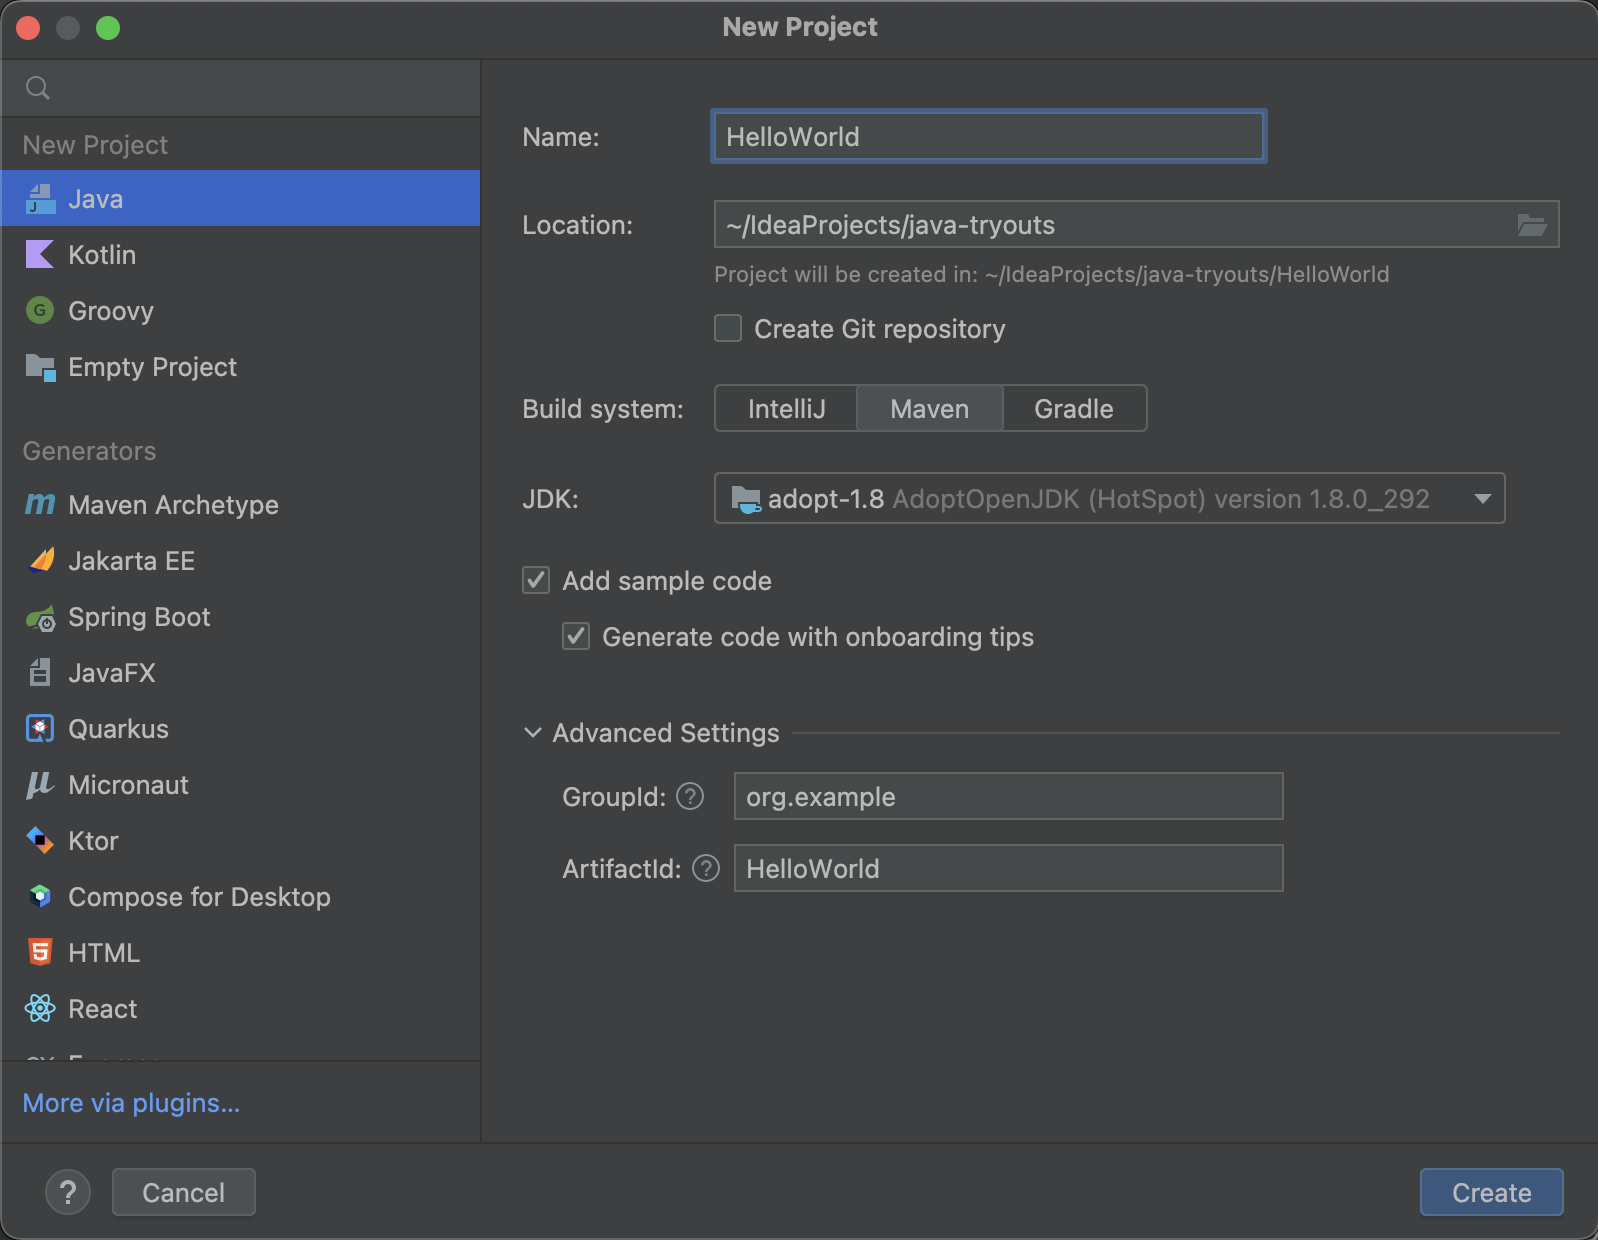 New Project
New Project
Java
Kotlin
G Groovy
Empty Project
Generators
Maven Archetype
Jakarta EE
Spring Boot
JavaFX
Quarkus
Micronaut
Ktor
Compose for Desktop
HTML
React
More via plugins...
Name: HelloWorld
Location: ~/IdeaProjects/java-tryouts
Project will be created in: ~/IdeaProjects/java-tryouts/HelloWorld
Create Git repository
Build system: IntelliJ Maven Gradle
JDK: adopt-1.8 AdoptOpenJDK (HotSpot) version 1.8.0_292
Add sample code
Generate code with onboarding tips
Advanced Settings
GroupId: ? org.example
ArtifactId: ? HelloWorld
? Cancel Create